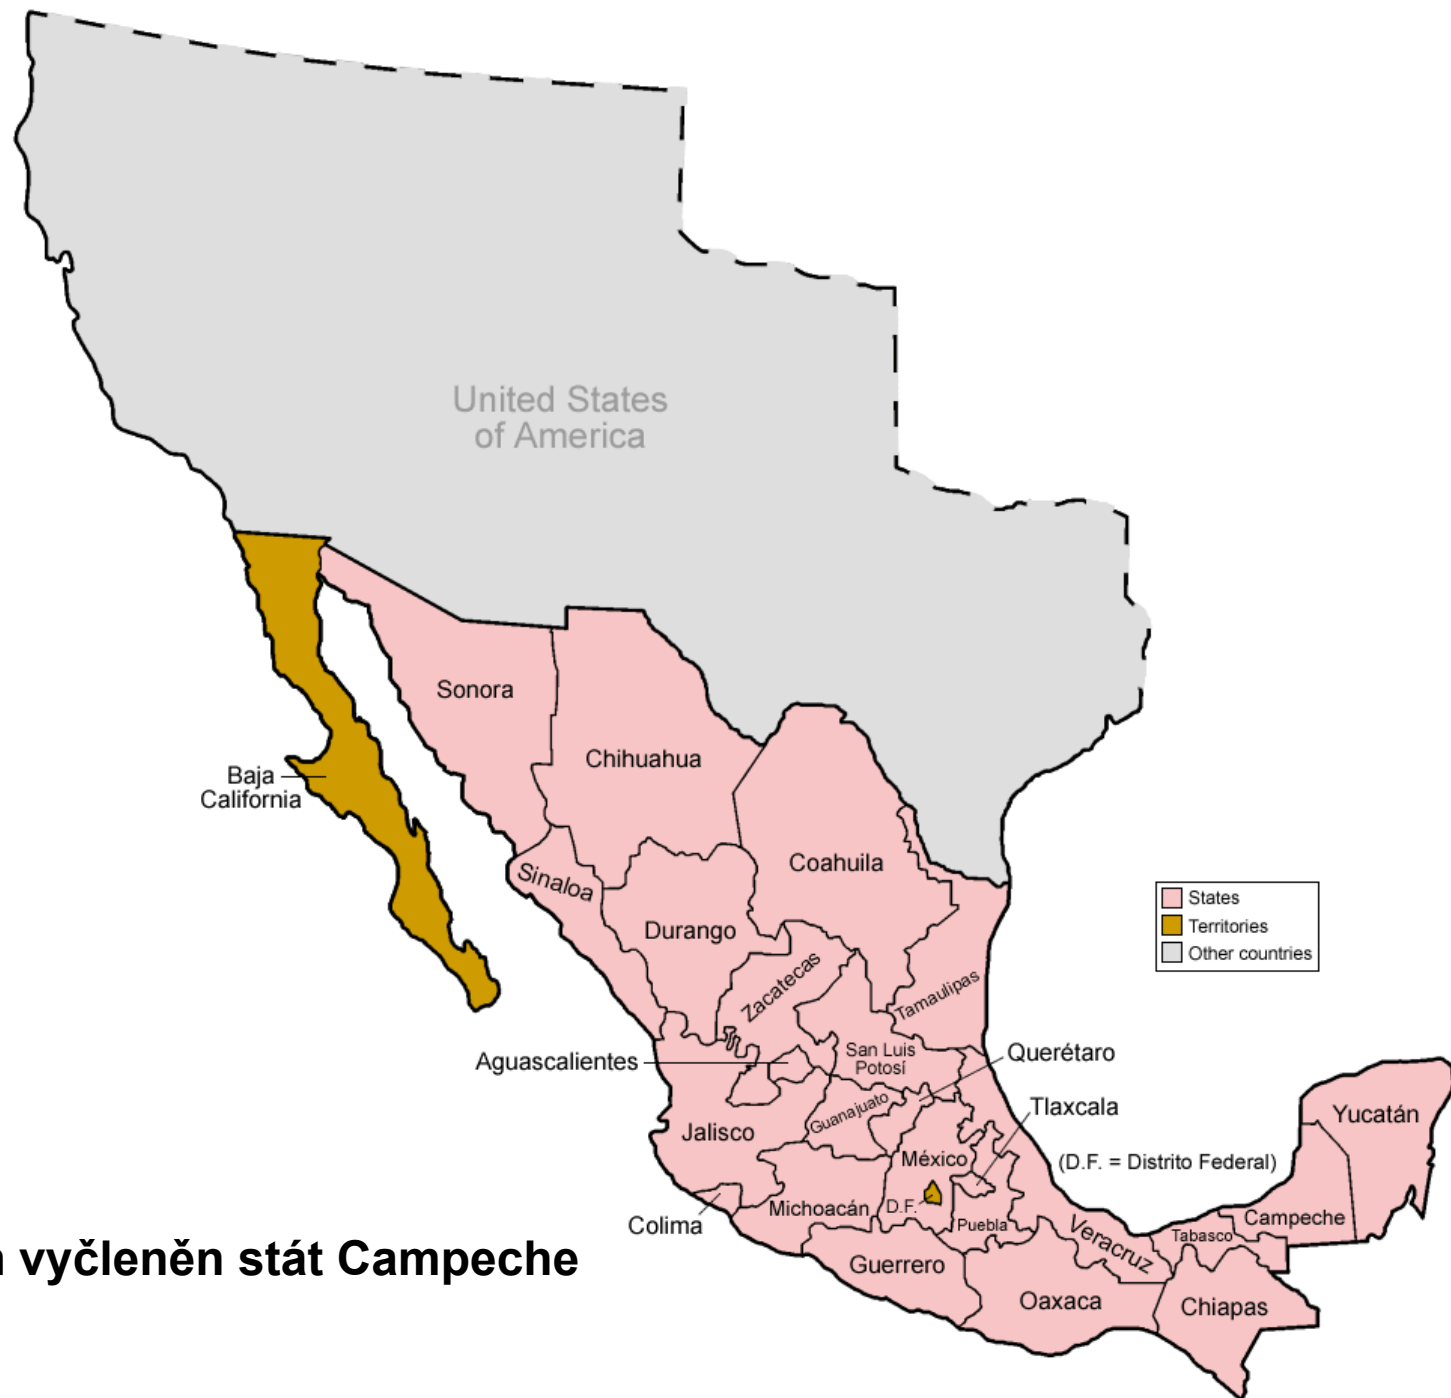 United States
of America
Sonora
Chihuahua
Baja
California
Coahuila
Sinaloa
Durango
States
Territories
Other countries
Zacatecas
Tamaulipas
Aguascalientes
San Luis
Potosí
Querétaro
Guanajuato
Tlaxcala
Jalisco
Yucatán
México
(D.F. = Distrito Federal)
Michoacán
D.F.
Colima
Puebla
Veracruz
Tabasco
Campeche
vyčleněn stát Campeche
Guerrero
Oaxaca
Chiapas